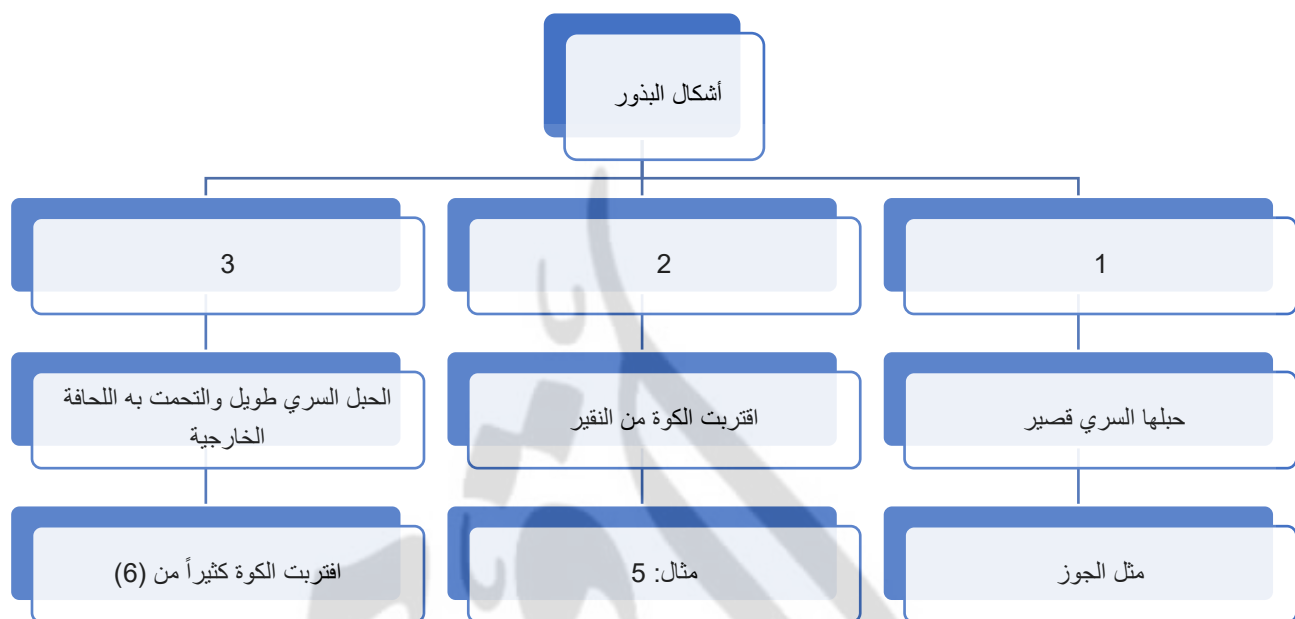 أشكال البذور
1
2
3
حبلها السري قصير
اقتربت الكوة من النقير
الحبل السري طويل والتحمت به اللحافة
الخارجية
مثل الجوز
مثال: 5
افتربت الكوة كثيراً من (6)